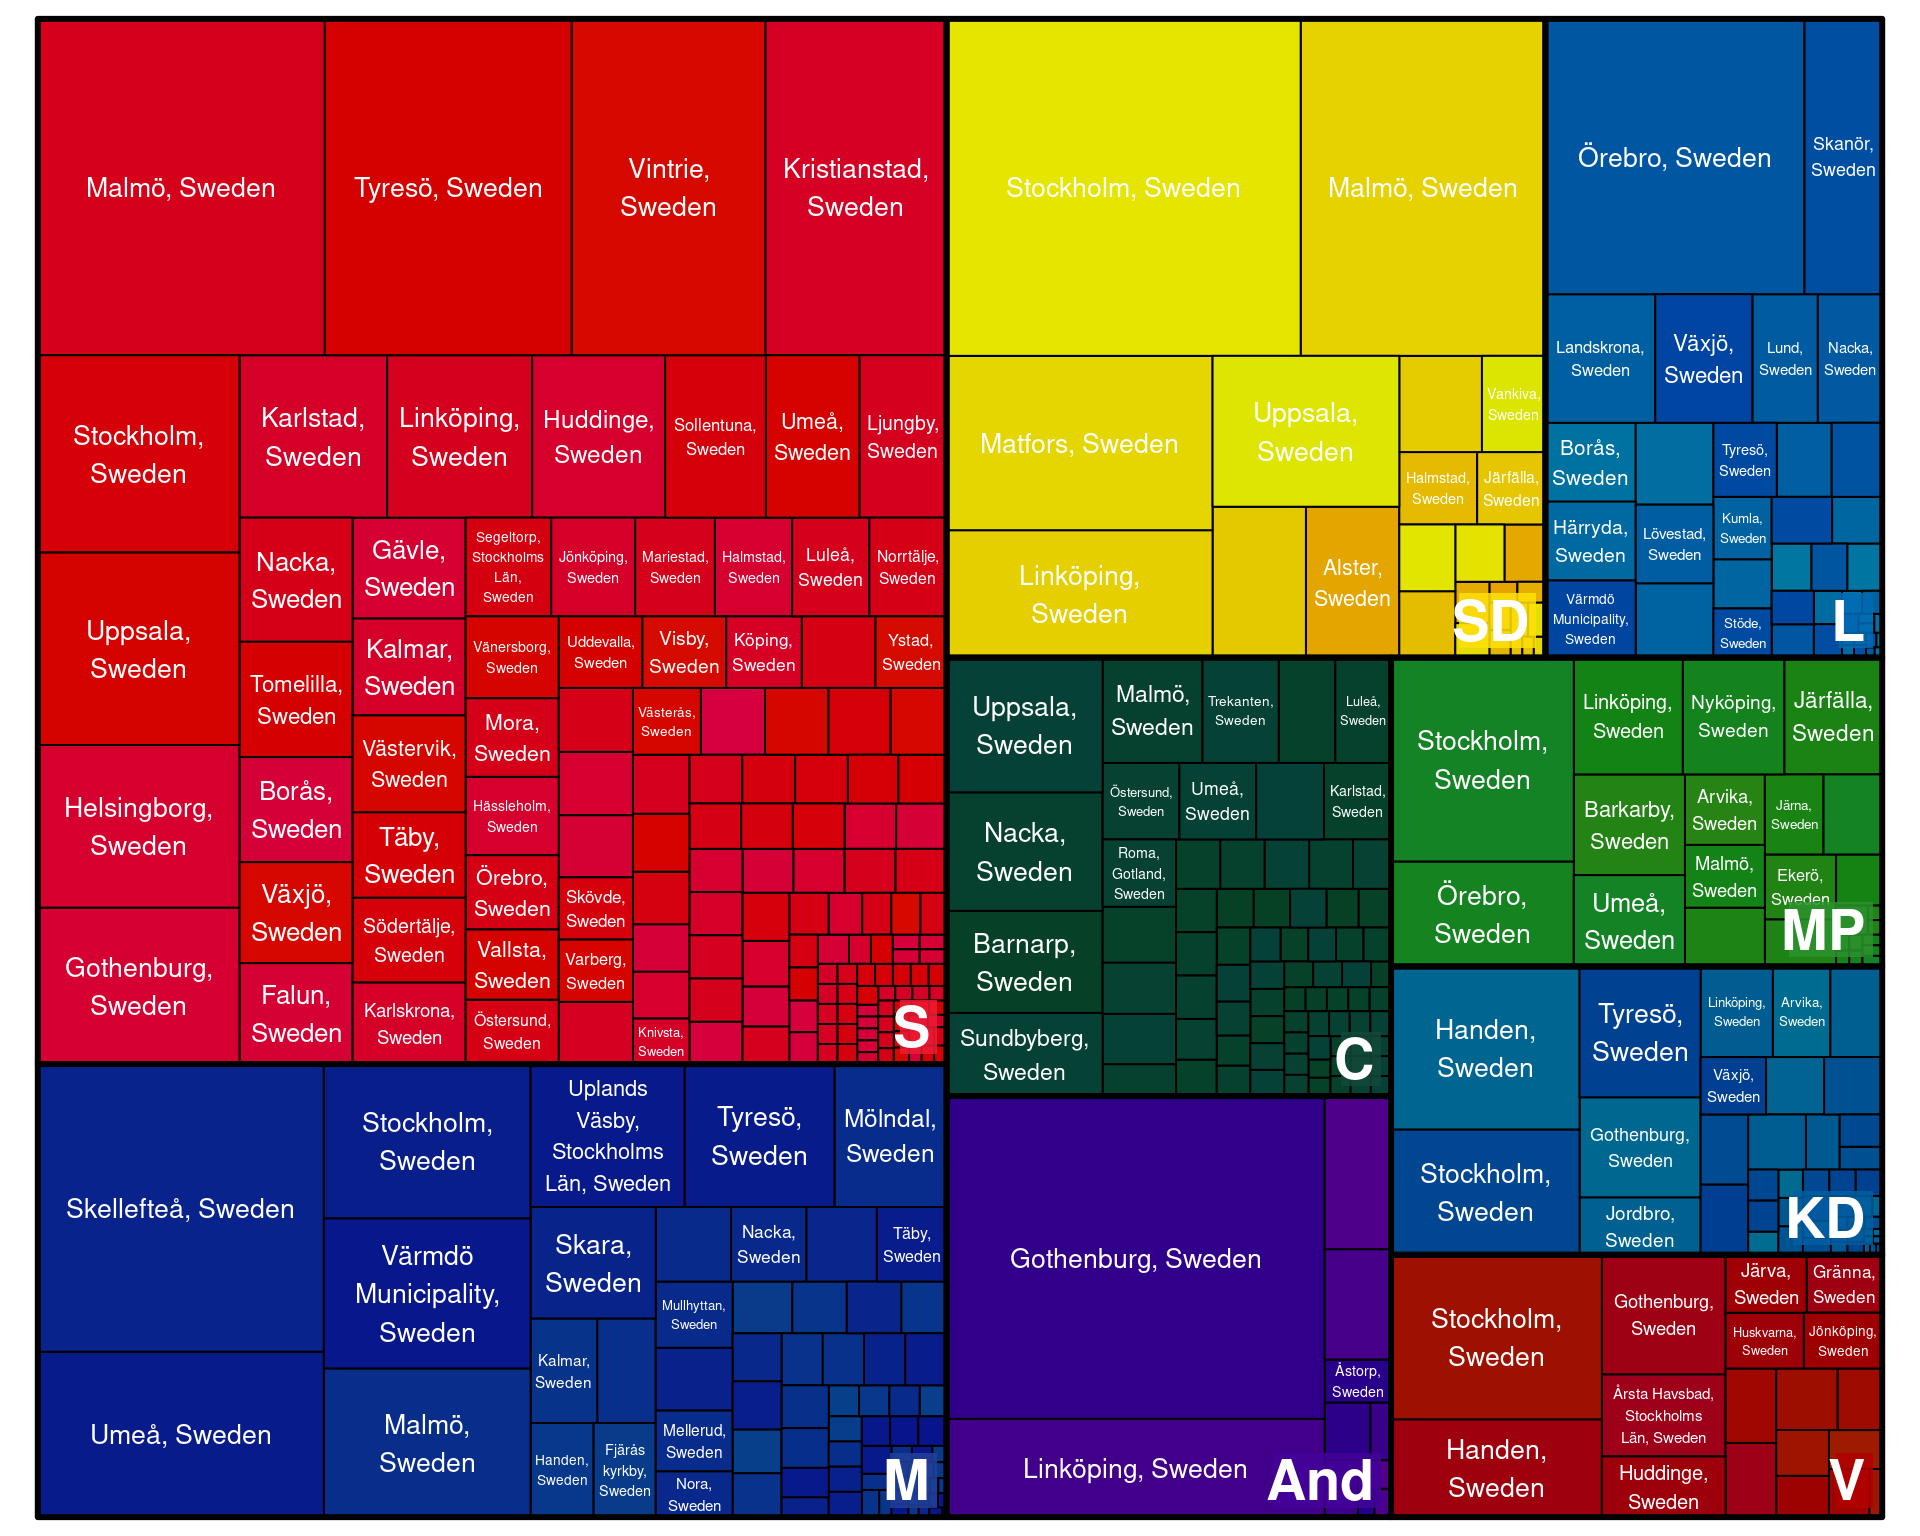 Malmö, Sweden
Tyresö, Sweden
Vintrie,
Sweden
Kristianstad,
Sweden
Stockholm,
Sweden
Uppsala,
Sweden
Helsingborg,
Sweden
Gothenburg,
Sweden
Karlstad,
Sweden
Linköping,
Sweden
Huddinge,
Sweden
Sollentuna,
Sweden
Umeå,
Sweden
Ljungby,
Sweden
Nacka,
Sweden
Tomelilla,
Sweden
Borås,
Sweden
Växjö,
Sweden
Falun,
Sweden
Gävle,
Sweden
Kalmar,
Sweden
Västervik,
Sweden
Täby,
Sweden
Södertälje,
Sweden
Karlskrona,
Sweden
Segeltorp,
Stockholms
Län,
Sweden
Jönköping,
Sweden
Mariestad,
Sweden
Halmstad,
Sweden
Luleå,
Sweden
Norrtälje,
Sweden
Vänersborg,
Sweden
Mora,
Sweden
Hässleholm,
Sweden
Örebro,
Sweden
Vallsta,
Sweden
Östersund,
Sweden
Uddevalla,
Sweden
Visby,
Sweden
Köping,
Sweden
Ystad,
Sweden
Västerås,
Sweden
Skövde,
Sweden
Varberg,
Sweden
Knivsta,
Sweden
S
Skellefteå, Sweden
Umeå, Sweden
Stockholm,
Sweden
Värmdö
Municipality,
Sweden
Malmö,
Sweden
Uplands
Väsby,
Stockholms
Län, Sweden
Tyresö,
Sweden
Mölndal,
Sweden
Skara,
Sweden
Nacka,
Sweden
Täby,
Sweden
Mullhyttan,
Sweden
Kalmar,
Sweden
Handen,
Sweden
Fjärås
kyrkby,
Sweden
Mellerud,
Sweden
Nora,
Sweden
M
Stockholm, Sweden
Malmö, Sweden
Matfors, Sweden
Linköping,
Sweden
Uppsala,
Sweden
Alster,
Sweden
Vankiva,
Sweden
Halmstad,
Sweden
Järfälla,
Sweden
SD
Örebro, Sweden
Skanör,
Sweden
Landskrona,
Sweden
Växjö,
Sweden
Lund,
Sweden
Nacka,
Sweden
Borås,
Sweden
Härryda,
Sweden
Värmdö
Municipality,
Sweden
Lövestad,
Sweden
Tyresö,
Sweden
Kumla,
Sweden
Stöde,
Sweden
L
Uppsala,
Sweden
Nacka,
Sweden
Barnarp,
Sweden
Sundbyberg,
Sweden
Malmö,
Sweden
Trekanten,
Sweden
Luleå,
Sweden
Östersund,
Sweden
Umeå,
Sweden
Karlstad,
Sweden
Roma,
Gotland,
Sweden
C
Gothenburg, Sweden
Linköping, Sweden
Åstorp,
Sweden
And
Stockholm,
Sweden
Örebro,
Sweden
Linköping,
Sweden
Nyköping,
Sweden
Järfälla,
Sweden
Barkarby,
Sweden
Umeå,
Sweden
Arvika,
Sweden
Malmö,
Sweden
Järna,
Sweden
Ekerö,
Sweden
MP
Handen,
Sweden
Stockholm,
Sweden
Tyresö,
Sweden
Gothenburg,
Sweden
Jordbro,
Sweden
Linköping,
Sweden
Arvika,
Sweden
Växjö,
Sweden
KD
Stockholm,
Sweden
Handen,
Sweden
Gothenburg,
Sweden
Årsta Havsbad,
Stockholms
Län, Sweden
Huddinge,
Sweden
Järva,
Sweden
Gränna,
Sweden
Huskvarna,
Sweden
Jönköping,
Sweden
V